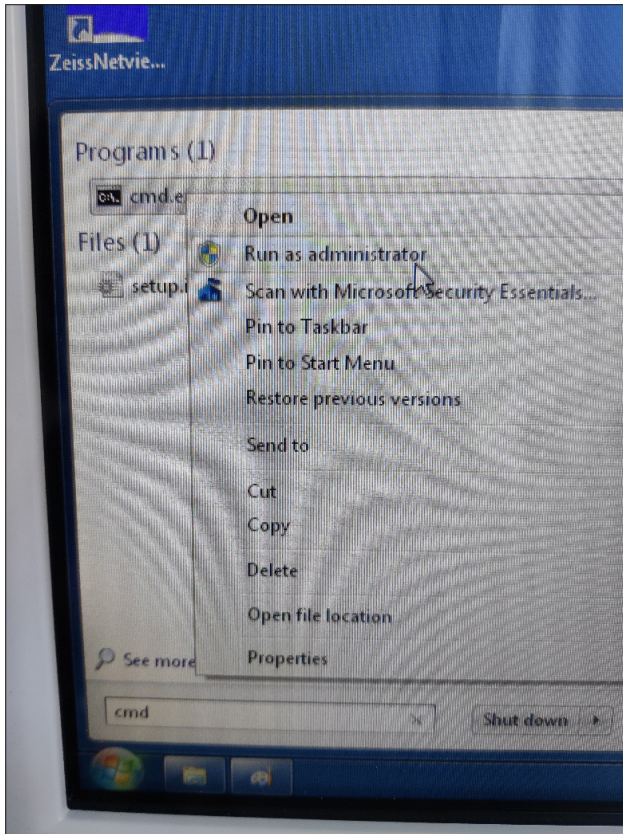 ZeissNetvie...
Programs (1)
cmd.e
Open
Run as administrator
Files (1)
setup.i
Scan with Microsoft Security Essentials...
Pin to Taskbar
Pin to Start Menu
Restore previous versions
Send to
Cut
Copy
Delete
Open file location
See more
Properties
cmd
Shut down